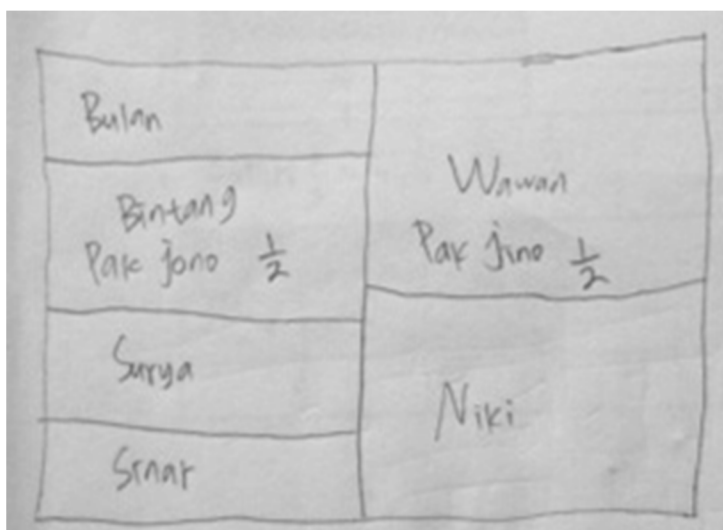 Bulan
Bintang
Pak jono 1/2
Surya
Sinar
Wawan
Pak jino 1/2
Niki